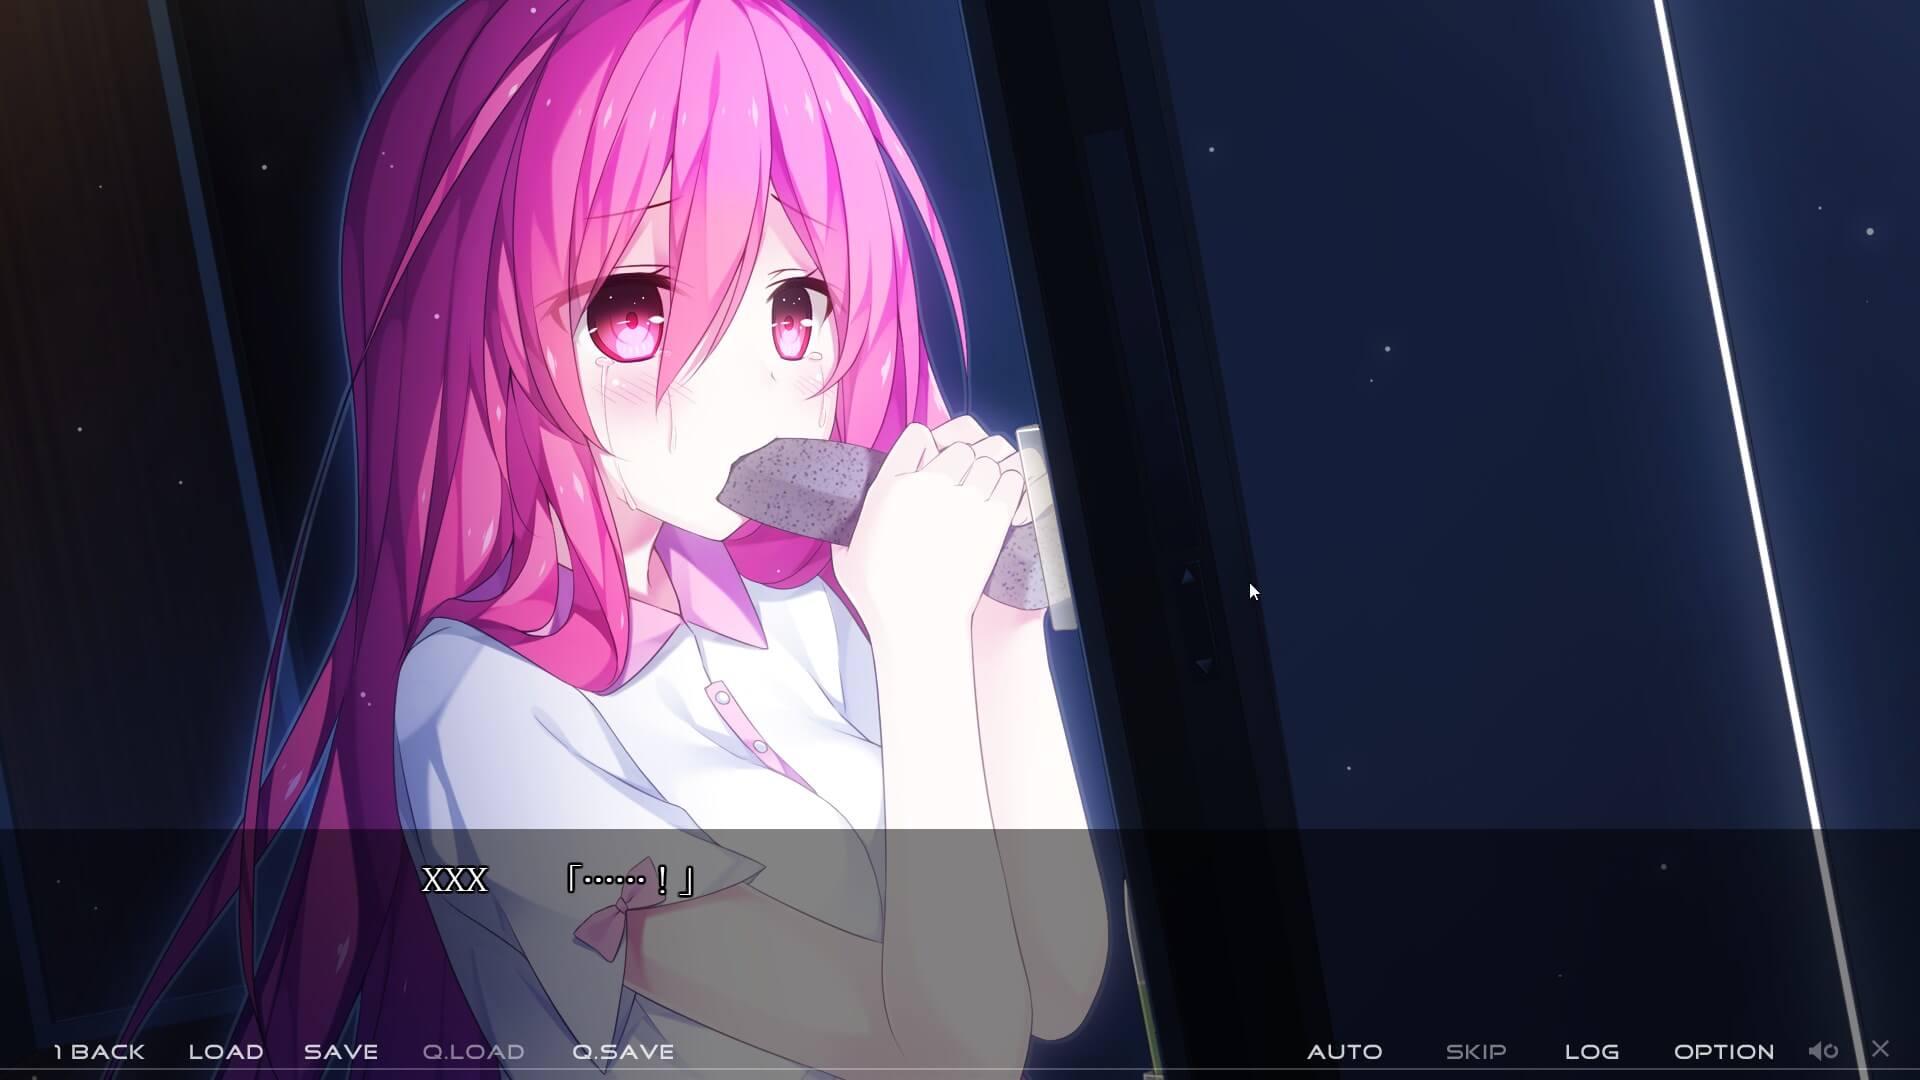 XXX 「……！」
1 BACK LOAD SAVE Q.LOAD Q.SAVE AUTO SKIP LOG OPTION